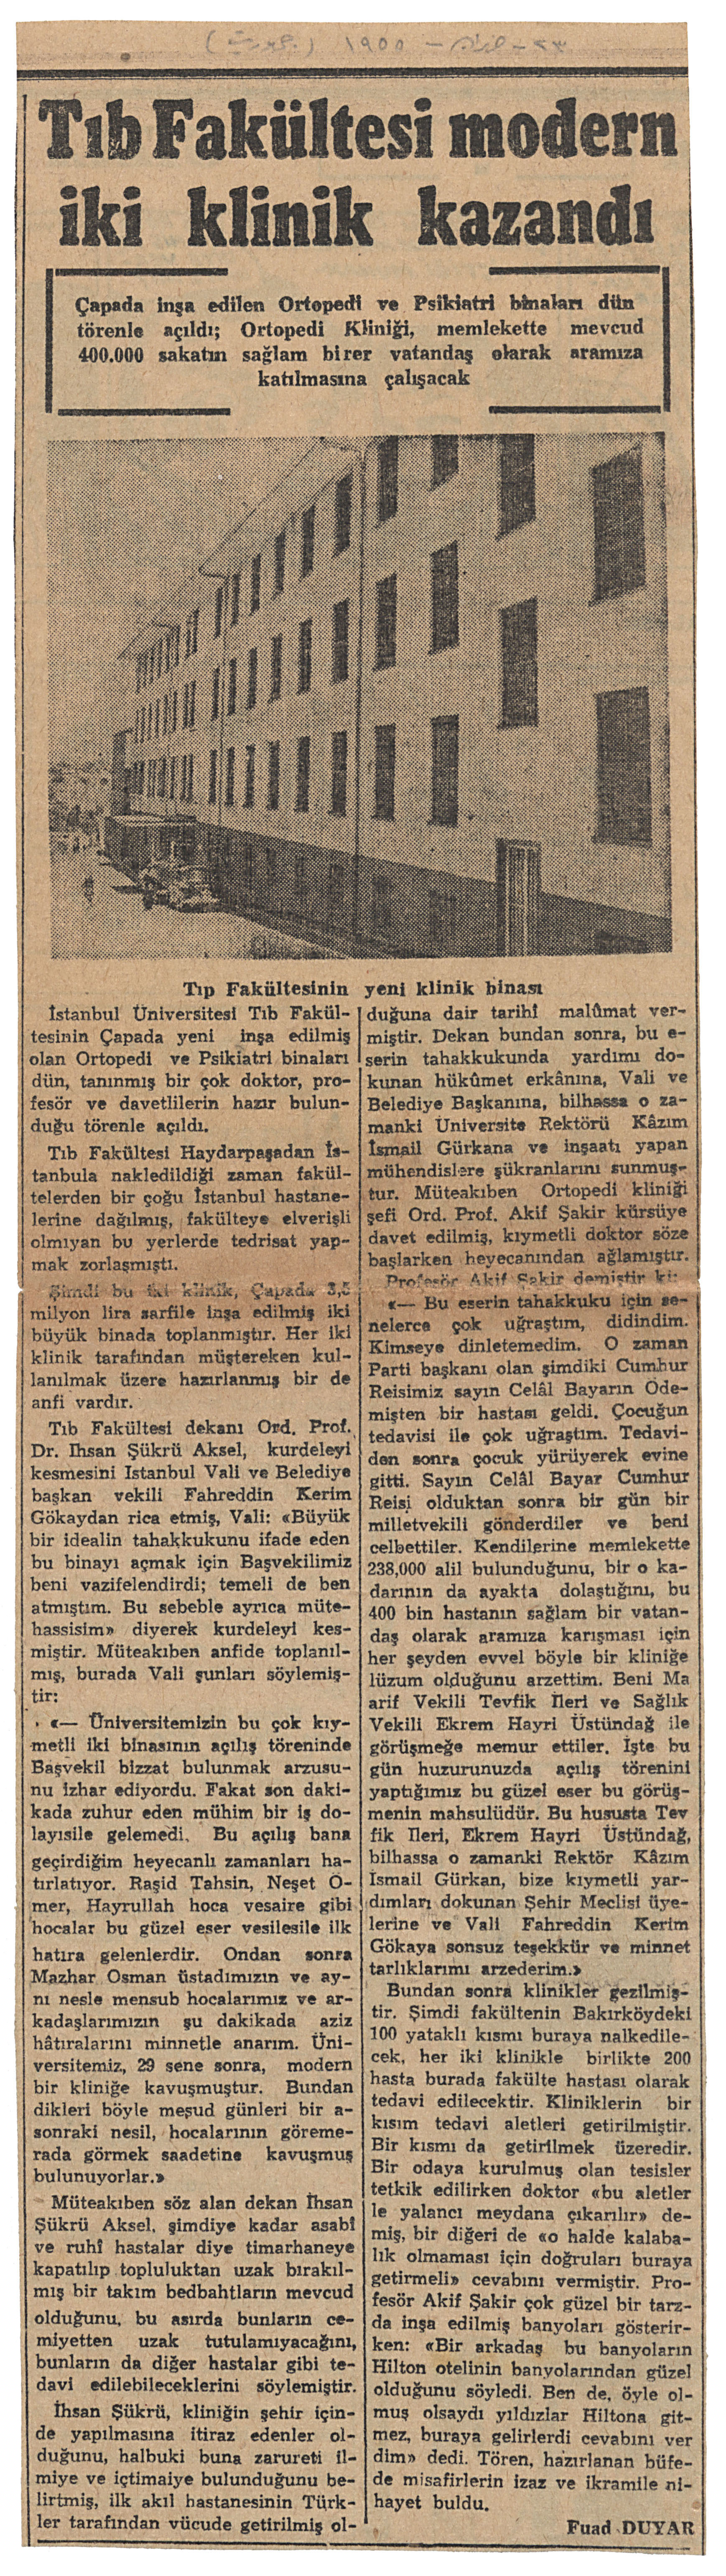 ١٩٥٥
Tıb Fakültesi modern
iki klinik kazandı
Çapada inşa edilen Ortopedi ve Psikiatri binaları dün
törenle açıldı; Ortopedi Kliniği, memlekette mevcud
400.000 sakatın sağlam birer vatandaş olarak aramıza
katılmasına çalışacak
Tıp Fakültesinin yeni klinik binası
İstanbul Üniversitesi Tıb Fakül-
tesinin Çapada yeni inşa edilmiş
olan Ortopedi ve Psikiatri binaları
dün, tanınmış bir çok doktor, pro-
fesör ve davetlilerin hazır bulun-
duğu törenle açıldı.
Tıb Fakültesi Haydarpaşadan İs-
tanbula nakledildiği zaman fakül-
telerden bir çoğu İstanbul hastane-
lerine dağılmış, fakülteye elverişli
olmıyan bu yerlerde tedrisat yap-
mak zorlaşmıştı.
Şimdi bu iki klinik, Çapada 3,5
milyon lira sarfile inşa edilmiş iki
büyük binada toplanmıştır. Her iki
klinik tarafından müştereken kul-
lanılmak üzere hazırlanmış bir de
anfi vardır.
Tıb Fakültesi dekanı Ord. Prof.
Dr. Ihsan Şükrü Aksel, kurdeleyi
kesmesini Istanbul Vali ve Belediye
başkan vekili Fahreddin Kerim
Gökaydan rica etmiş, Vali: «Büyük
bir idealin tahakkukunu ifade eden
bu binayı açmak için Başvekilimiz
beni vazifelendirdi; temeli de ben
atmıştım. Bu sebeble ayrıca müte-
hassisim» diyerek kurdeleyi kes-
miştir. Müteakıben anfide toplanıl-
mış, burada Vali şunları söylemiş-
tir:
«— Üniversitemizin bu çok kıy-
metli iki binasının açılış töreninde
Başvekil bizzat bulunmak arzusu-
nu izhar ediyordu. Fakat son daki-
kada zuhur eden mühim bir iş do-
layısile gelemedi. Bu açılış bana
geçirdiğim heyecanlı zamanları ha-
tırlatıyor. Raşid Tahsin, Neşet Ö-
mer, Hayrullah hoca vesaire gibi
hocalar bu güzel eser vesilesile ilk
hatıra gelenlerdir. Ondan sonra
Mazhar Osman üstadımızın ve ay-
nı nesle mensub hocalarımız ve ar-
kadaşlarımızın şu dakikada aziz
hâtıralarını minnetle anarım. Üni-
versitemiz, 29 sene sonra, modern
bir kliniğe kavuşmuştur. Bundan
dikleri böyle mesud günleri bir a-
sonraki nesil, hocalarının göreme-
rada görmek saadetine kavuşmuş
bulunuyorlar.»
Müteakıben söz alan dekan İhsan
Şükrü Aksel, şimdiye kadar asabî
ve ruhî hastalar diye timarhaneye
kapatılıp topluluktan uzak bırakıl-
mış bir takım bedbahtların mevcud
olduğunu, bu asırda bunların ce-
miyetten uzak tutulamıyacağını,
bunların da diğer hastalar gibi te-
davi edilebileceklerini söylemiştir.
İhsan Şükrü, kliniğin şehir için-
de yapılmasına itiraz edenler ol-
duğunu, halbuki buna zarureti il-
miye ve içtimaiye bulunduğunu be-
lirtmiş, ilk akıl hastanesinin Türk-
ler tarafından vücude getirilmiş ol-
duğuna dair tarihî malûmat ver-
miştir. Dekan bundan sonra, bu e-
serin tahakkukunda yardımı do-
kunan hükûmet erkânına, Vali ve
Belediye Başkanına, bilhassa o za-
manki Üniversite Rektörü Kâzım
İsmail Gürkana ve inşaatı yapan
mühendislere şükranlarını sunmuş-
tur. Müteakıben Ortopedi kliniği
şefi Ord. Prof. Akif Şakir kürsüye
davet edilmiş, kıymetli doktor söze
başlarken heyecanından ağlamıştır.
Profesör Akif Şakir demiştir ki:
«— Bu eserin tahakkuku için se-
nelerce çok uğraştım, didindim.
Kimseye dinletemedim. O zaman
Parti başkanı olan şimdiki Cumhur
Reisimiz sayın Celâl Bayarın Öde-
mişten bir hastası geldi. Çocuğun
tedavisi ile çok uğraştım. Tedavi-
den sonra çocuk yürüyerek evine
gitti. Sayın Celâl Bayar Cumhur
Reisi olduktan sonra bir gün bir
milletvekili gönderdiler ve beni
celbettiler. Kendilerine memlekette
238,000 alil bulunduğunu, bir o ka-
darının da ayakta dolaştığını, bu
400 bin hastanın sağlam bir vatan-
daş olarak aramıza karışması için
her şeyden evvel böyle bir kliniğe
lüzum olduğunu arzettim. Beni Ma
arif Vekili Tevfik İleri ve Sağlık
Vekili Ekrem Hayri Üstündağ ile
görüşmeğe memur ettiler. İşte bu
gün huzurunuzda açılış törenini
yaptığımız bu güzel eser bu görüş-
menin mahsulüdür. Bu hususta Tev
fik İleri, Ekrem Hayri Üstündağ,
bilhassa o zamanki Rektör Kâzım
İsmail Gürkan, bize kıymetli yar-
dımları dokunan Şehir Meclisi üye-
lerine ve Vali Fahreddin Kerim
Gökaya sonsuz teşekkür ve minnet
tarlıklarımı arzederim.»
Bundan sonra klinikler gezilmiş-
tir. Şimdi fakültenin Bakırköydeki
100 yataklı kısmı buraya nalkedile-
cek, her iki klinikle birlikte 200
hasta burada fakülte hastası olarak
tedavi edilecektir. Kliniklerin bir
kısım tedavi aletleri getirilmiştir.
Bir kısmı da getirilmek üzeredir.
Bir odaya kurulmuş olan tesisler
tetkik edilirken doktor «bu aletler
le yalancı meydana çıkarılır» de-
miş, bir diğeri de «o halde kalaba-
lık olmaması için doğruları buraya
getirmeli» cevabını vermiştir. Pro-
fesör Akif Şakir çok güzel bir tarz-
da inşa edilmiş banyoları gösterir-
ken: «Bir arkadaş bu banyoların
Hilton otelinin banyolarından güzel
olduğunu söyledi. Ben de, öyle ol-
muş olsaydı yıldızlar Hiltona git-
mez, buraya gelirlerdi cevabını ver
dim» dedi. Tören, hazırlanan büfe-
de misafirlerin izaz ve ikramile ni-
hayet buldu.
Fuad DUYAR